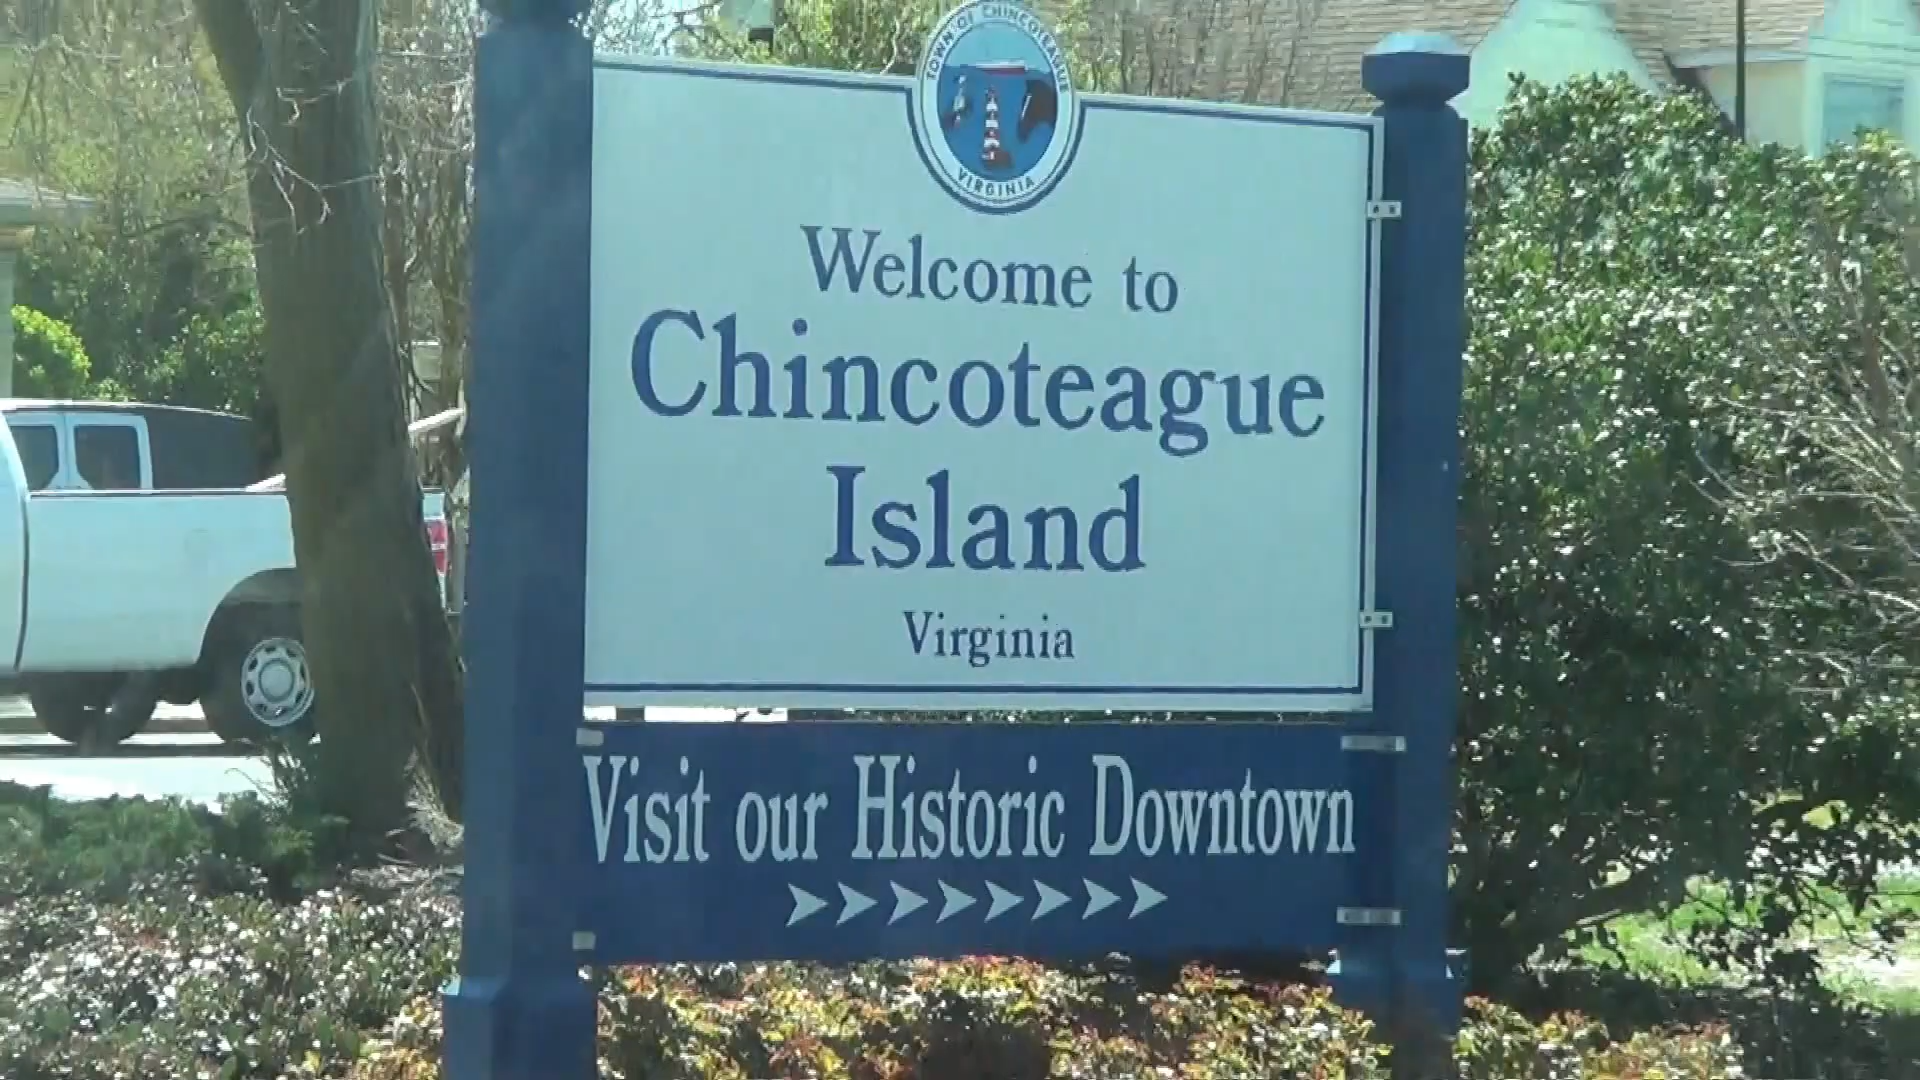 TOWN OF CHINCOTEAGUE
VIRGINIA
Welcome to
Chincoteague
Island
Virginia
Visit our Historic Downtown